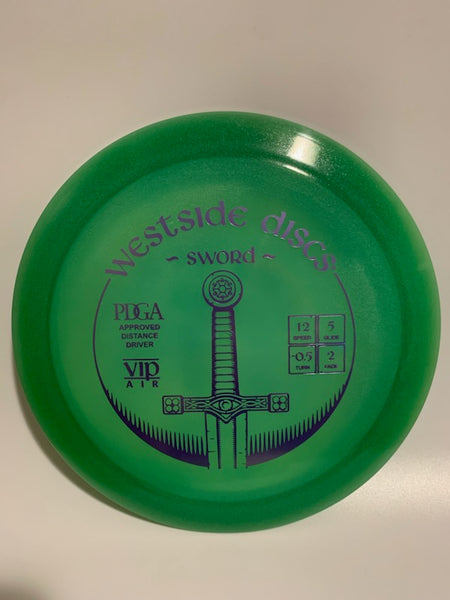 westside discs
~ sword ~
PDGA
APPROVED
DISTANCE
DRIVER
vip
AIR
12 5
SPEED GLIDE
-0.5 2
TURN FADE